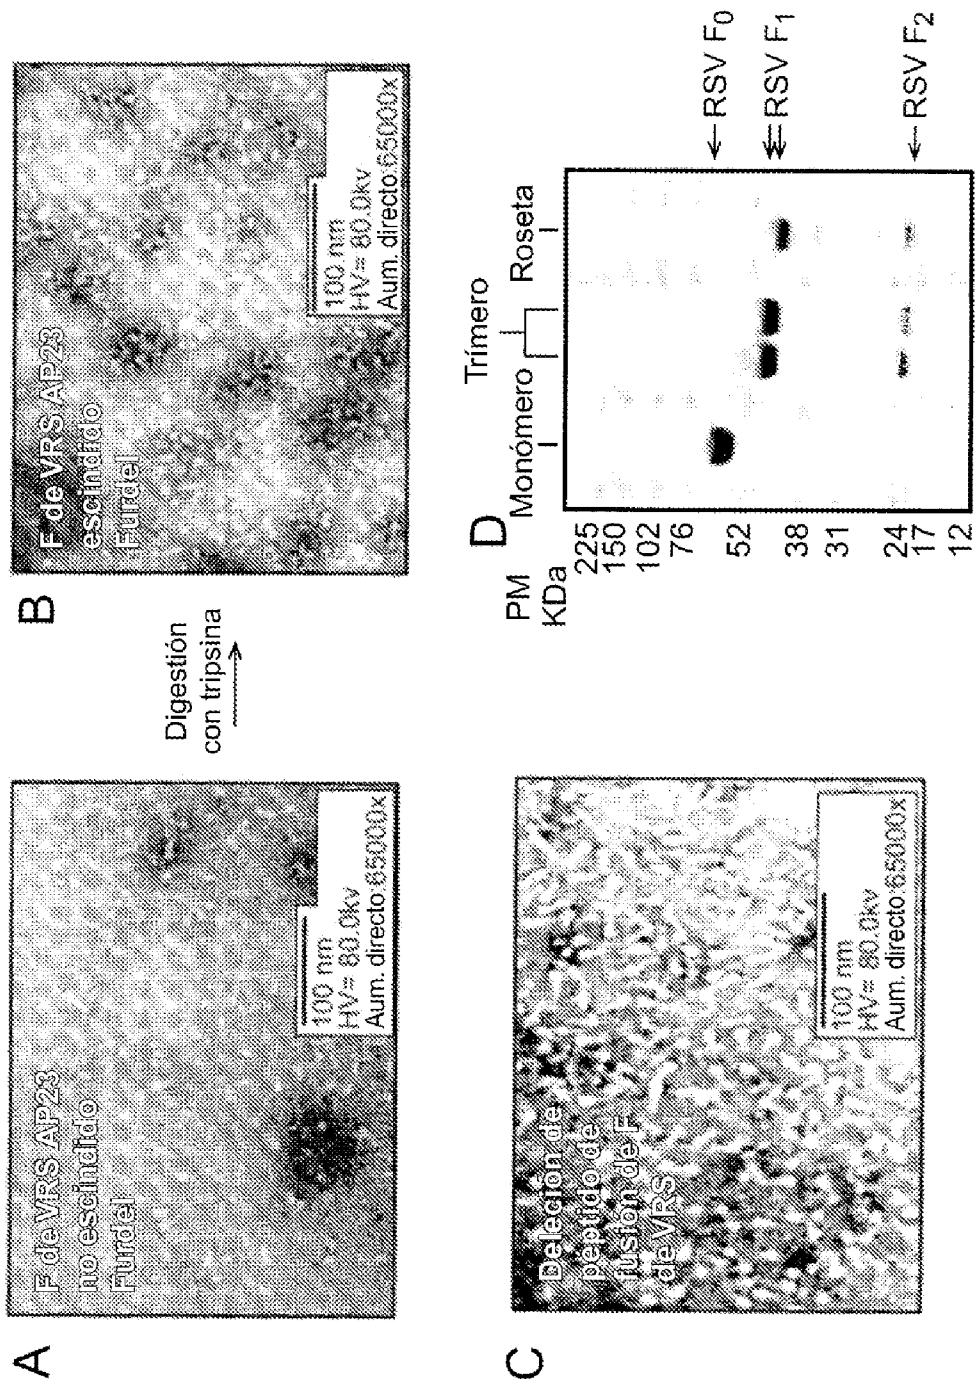 A
F de VRS AP23
no escindido
Furdel
100 nm
HV= 80.0kv
Aum. directo:65000x
Digestión
con tripsina
B
F de VRS AP23
escindido
Furdel
100 nm
HV= 80.0kv
Aum. directo:65000x
C
Deleción de
peptido de
fusión de F
de VRS
100 nm
HV= 80.0kv
Aum. directo:65000x
D
PM
KDa
Monómero
Trímero
Roseta
225
150
102
76
52
38
31
24
17
12
RSV F0
RSV F1
RSV F2